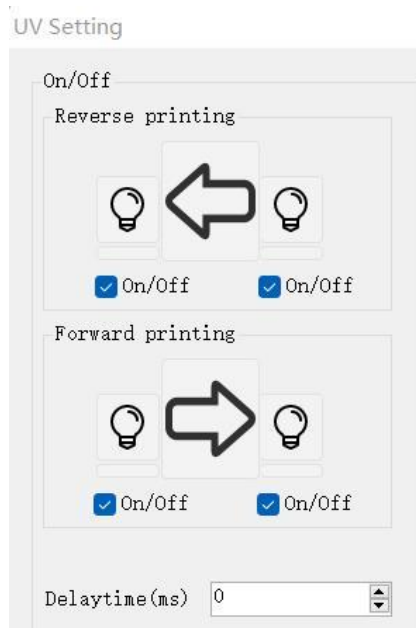 UV Setting
On/Off
Reverse printing
On/Off On/Off
Forward printing
On/Off On/Off
Delaytime(ms) 0